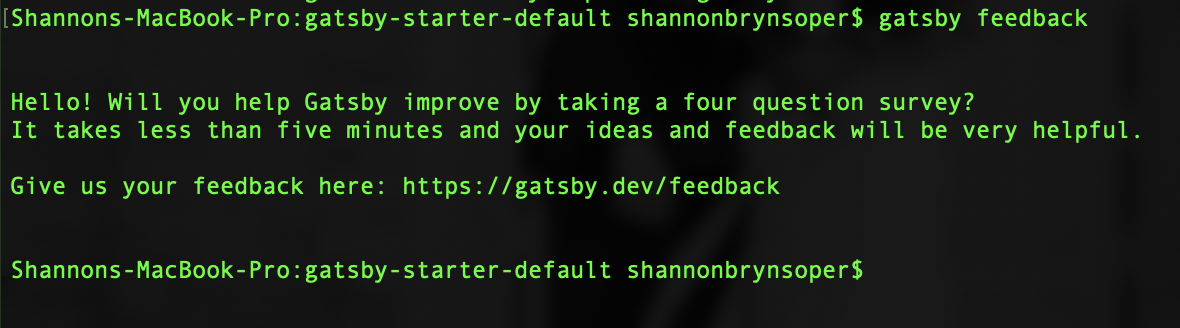 [Shannons-MacBook-Pro:gatsby-starter-default shannonbrynsoper$ gatsby feedback
Hello! Will you help Gatsby improve by taking a four question survey?
It takes less than five minutes and your ideas and feedback will be very helpful.
Give us your feedback here: https://gatsby.dev/feedback
Shannons-MacBook-Pro:gatsby-starter-default shannonbrynsoper$